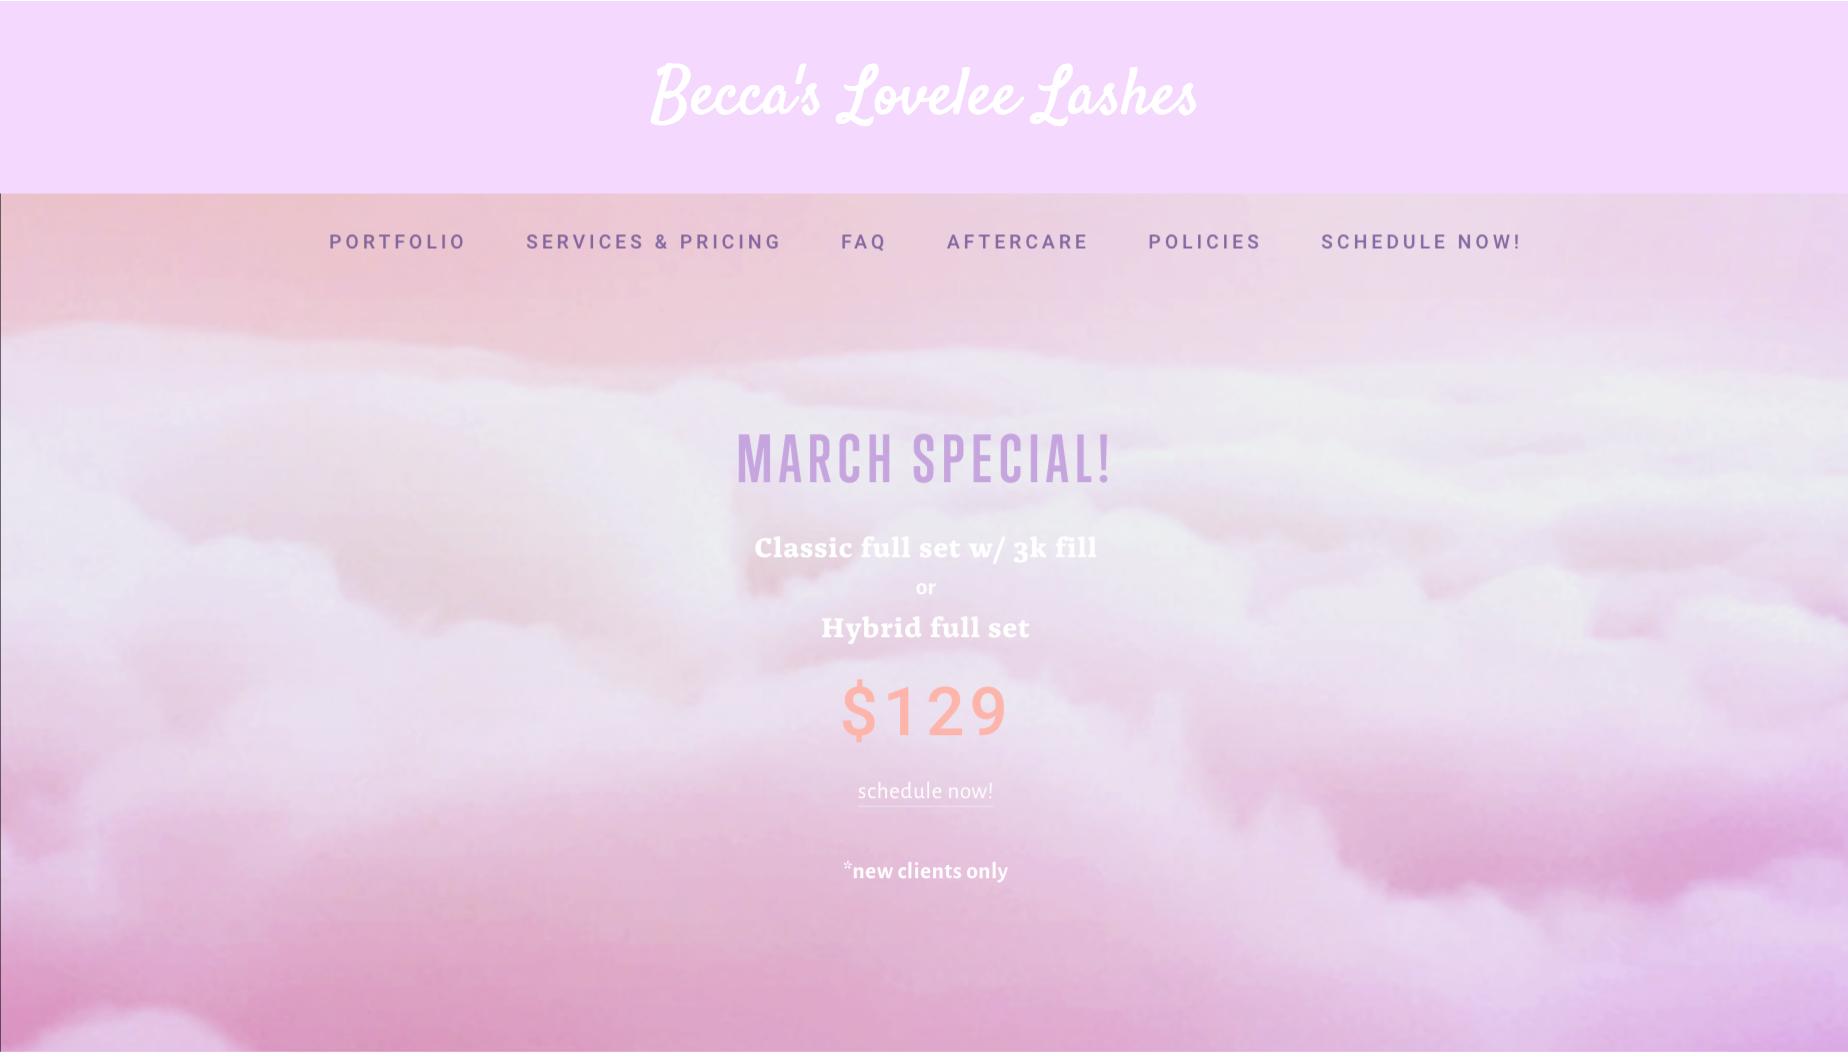 Becca's Lovelee Lashes
PORTFOLIO SERVICES & PRICING FAQ AFTERCARE POLICIES SCHEDULE NOW!
MARCH SPECIAL!
Classic full set w/ 3k fill
or
Hybrid full set
$129
schedule now!
*new clients only